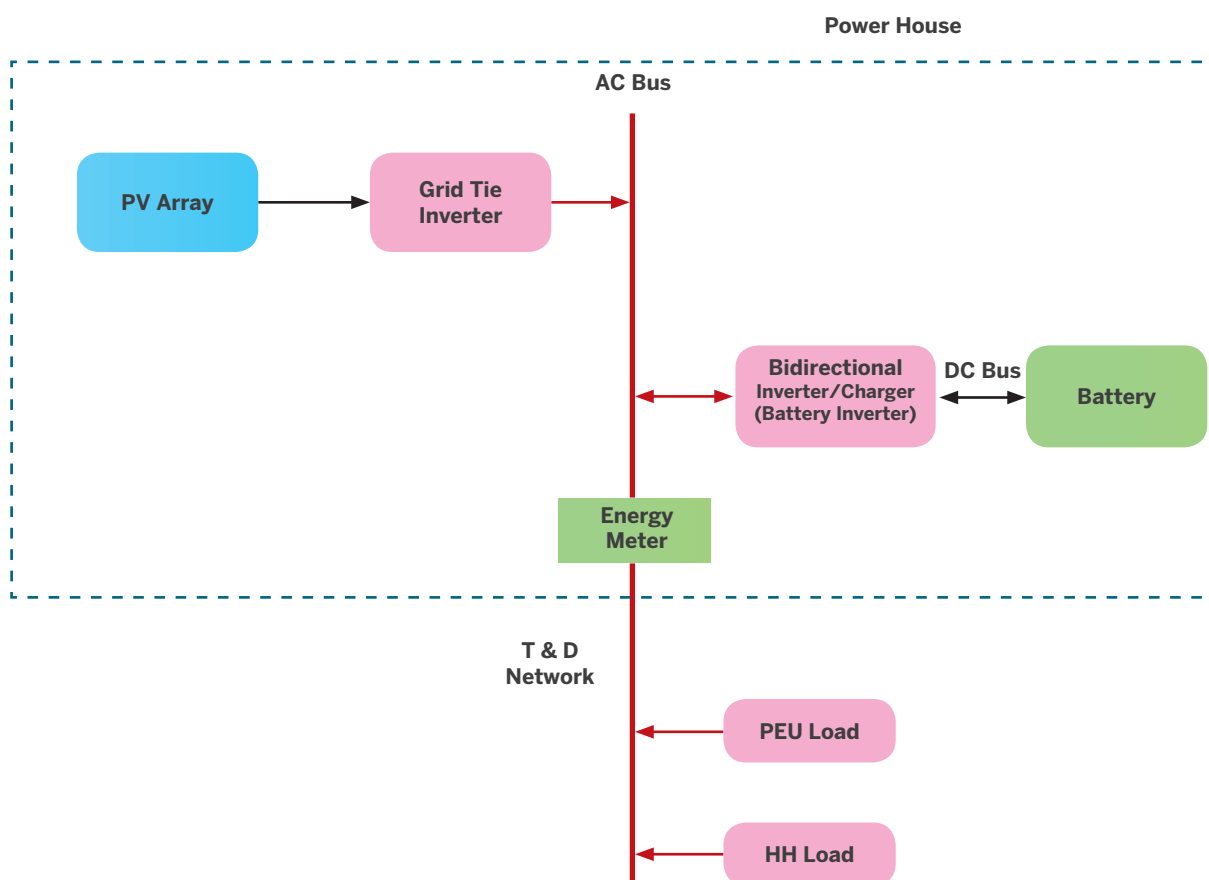 Power House
AC Bus
PV Array
Grid Tie
Inverter
Bidirectional
Inverter/Charger
(Battery Inverter)
DC Bus
Battery
Energy
Meter
T & D
Network
PEU Load
HH Load